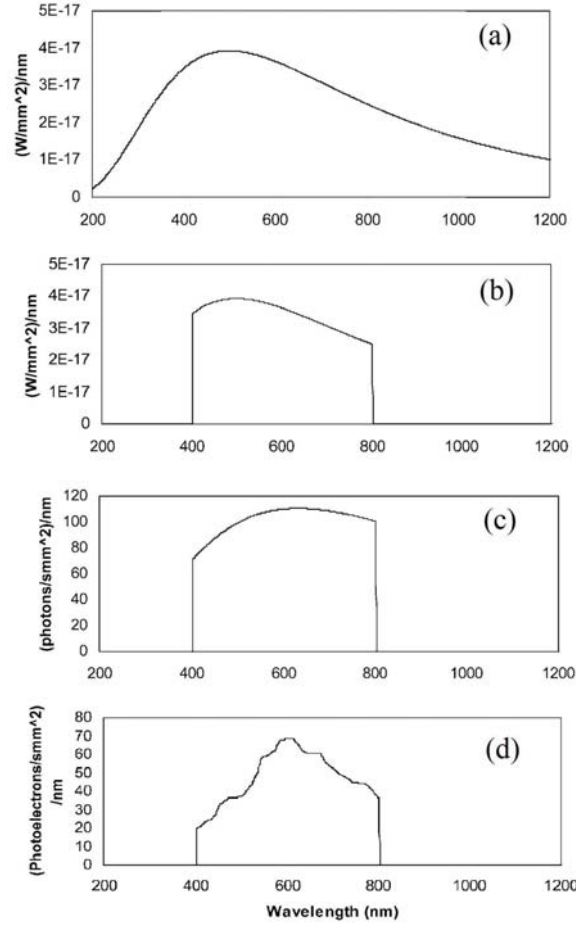 5E-17
(a)
4E-17
3E-17
2E-17
1E-17
0
(W/mm^2)/nm
200 400 600 800 1000 1200
5E-17
(b)
4E-17
3E-17
2E-17
1E-17
0
(W/mm^2)/nm
200 400 600 800 1000 1200
120
100
(c)
80
60
40
20
0
(photons/smm^2)/nm
200 400 600 800 1000 1200
80
70
(d)
60
50
40
30
20
10
0
(Photoelectrons/smm^2)
/nm
200 400 600 800 1000 1200
Wavelength (nm)